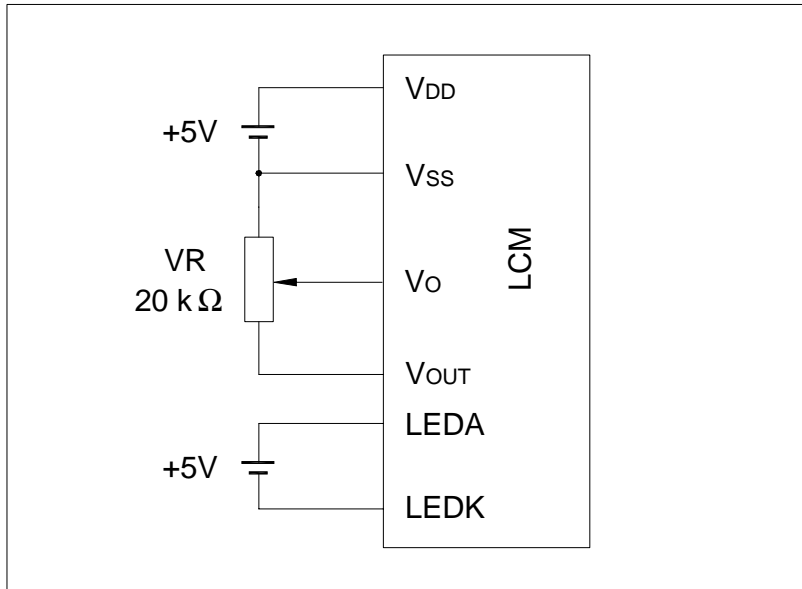 VDD
+5V
VSS
LCM
VR
20 kΩ
VO
VOUT
LEDA
+5V
LEDK